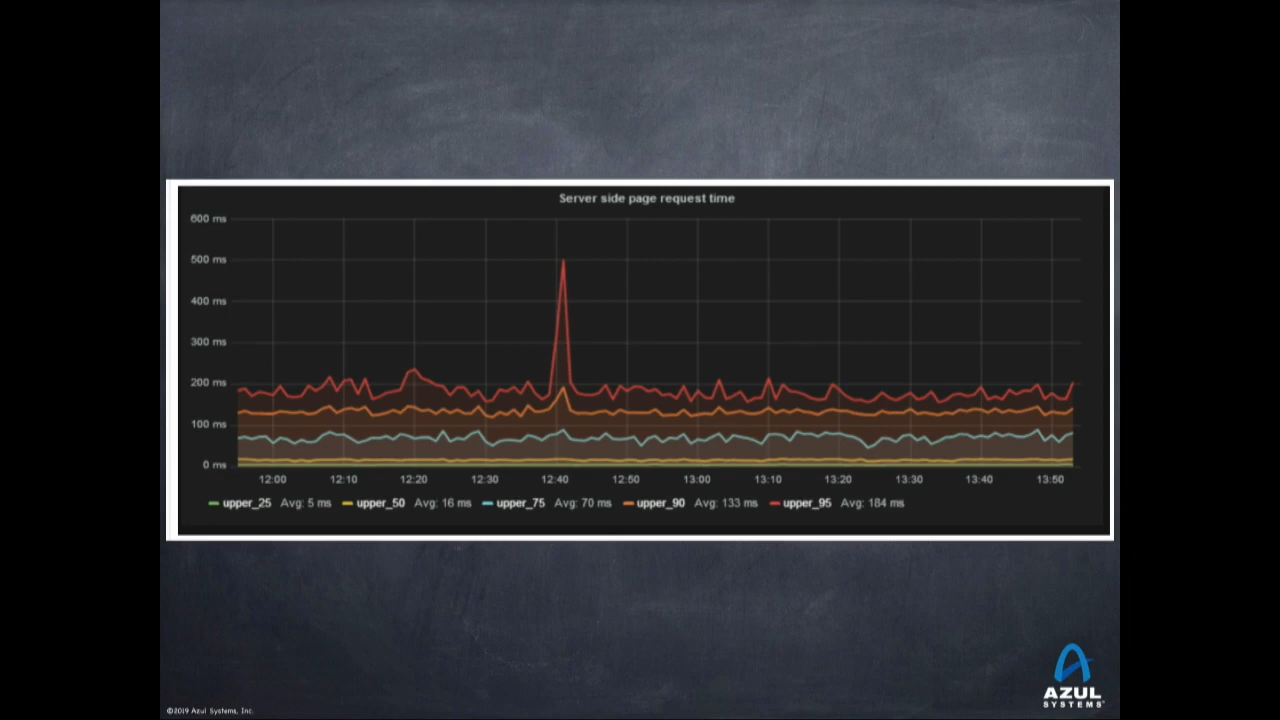 Server side page request time
600 ms
500 ms
400 ms
300 ms
200 ms
100 ms
0 ms
12:00 12:10 12:20 12:30 12:40 12:50 13:00 13:10 13:20 13:30 13:40 13:50
upper_25 Avg: 5 ms upper_50 Avg: 16 ms upper_75 Avg: 70 ms upper_90 Avg: 133 ms upper_95 Avg: 184 ms
AZUL
SYSTEMS
©2019 Azul Systems, Inc.